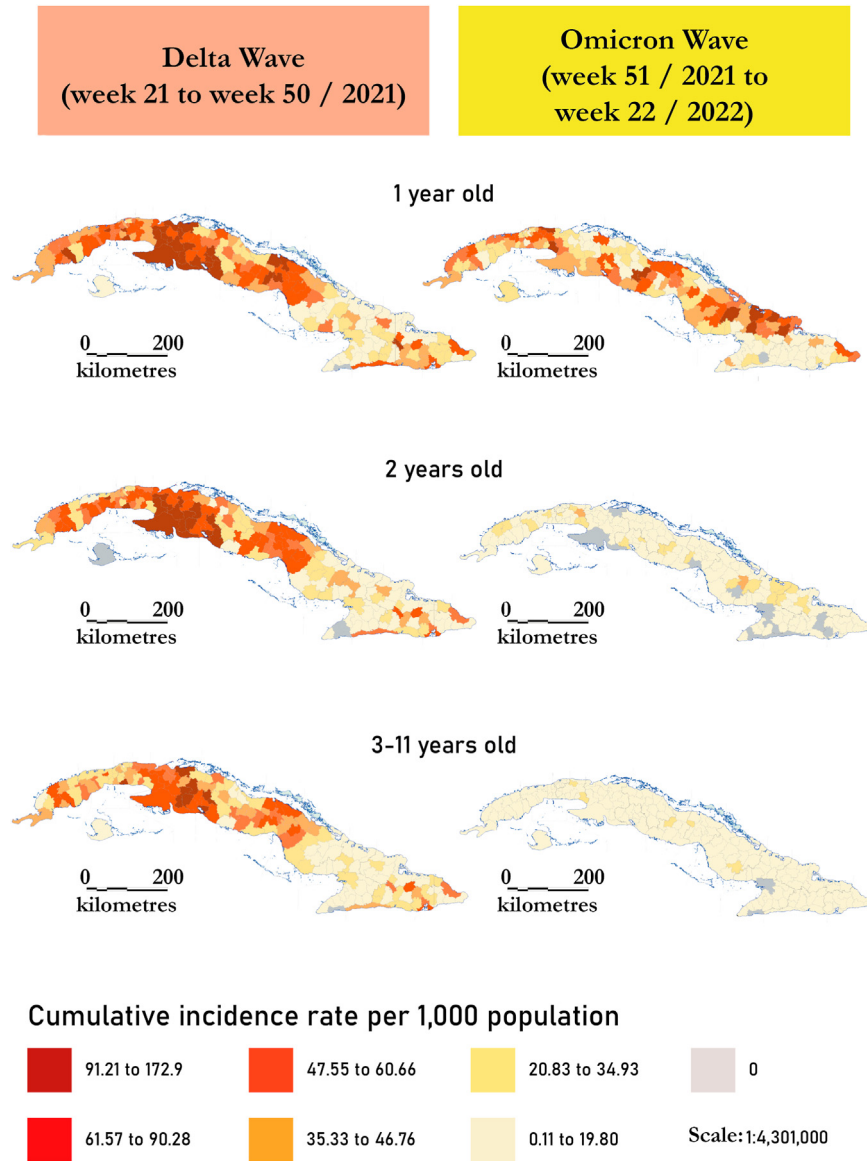 Delta Wave
(week 21 to week 50 / 2021)
Omicron Wave
(week 51 / 2021 to
week 22 / 2022)
1 year old
0 200
kilometres
0 200
kilometres
2 years old
0 200
kilometres
0 200
kilometres
3-11 years old
0 200
kilometres
0 200
kilometres
Cumulative incidence rate per 1,000 population
91.21 to 172.9
47.55 to 60.66
20.83 to 34.93
0
61.57 to 90.28
35.33 to 46.76
0.11 to 19.80
Scale: 1:4,301,000